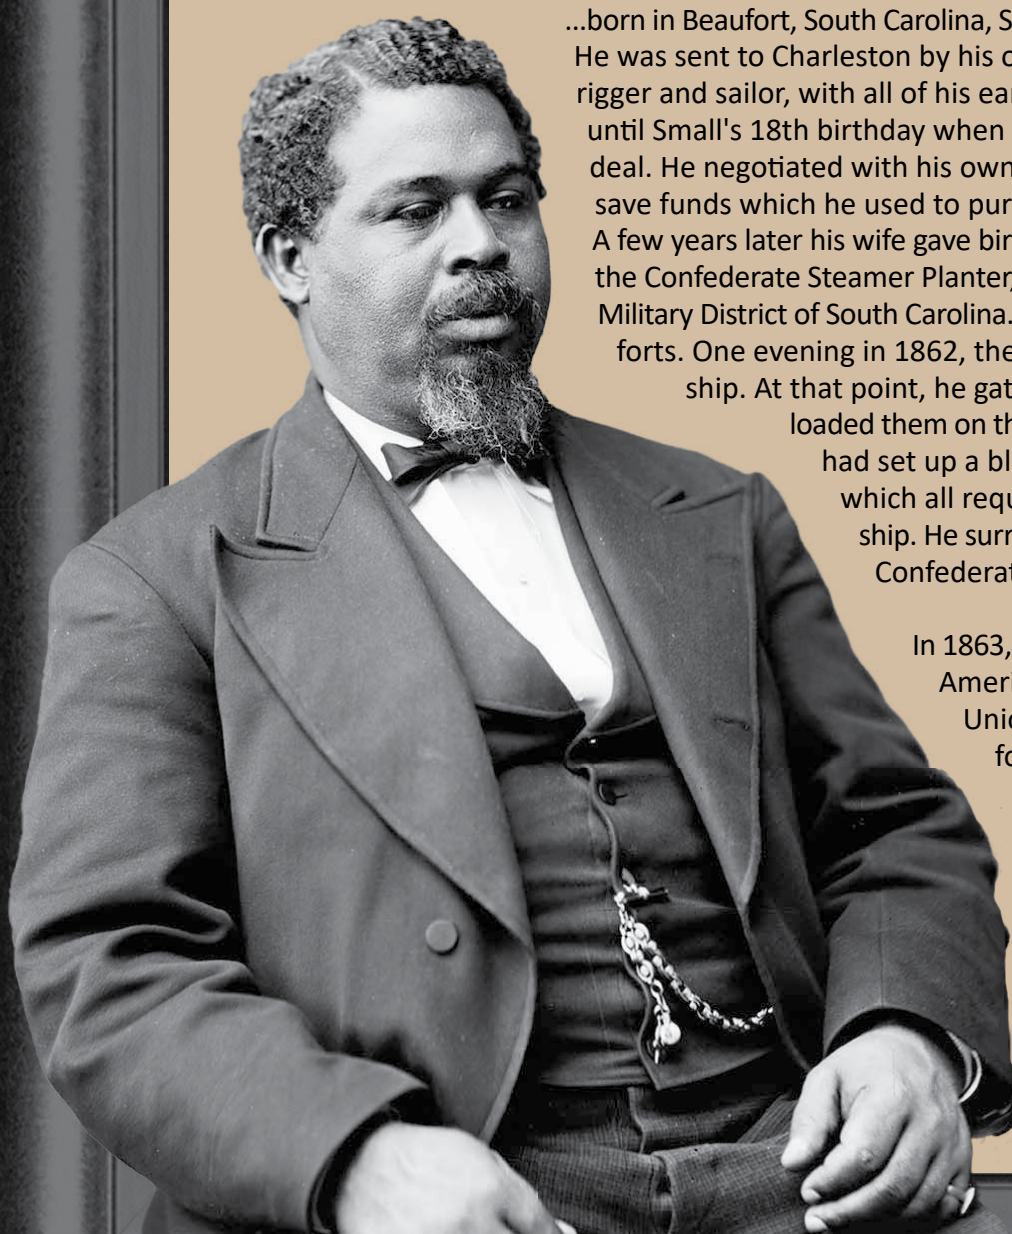 ...born in Beaufort, South Carolina, S
He was sent to Charleston by his
rigger and sailor, with all of his ear
until Small's 18th birthday when
deal. He negotiated with his own
save funds which he used to pur
A few years later his wife gave bir
the Confederate Steamer Planter,
Military District of South Carolina.
forts. One evening in 1862, the
ship. At that point, he gat
loaded them on th
had set up a bl
which all requ
ship. He surr
Confederat
In 1863,
Ameri
Unic
fo